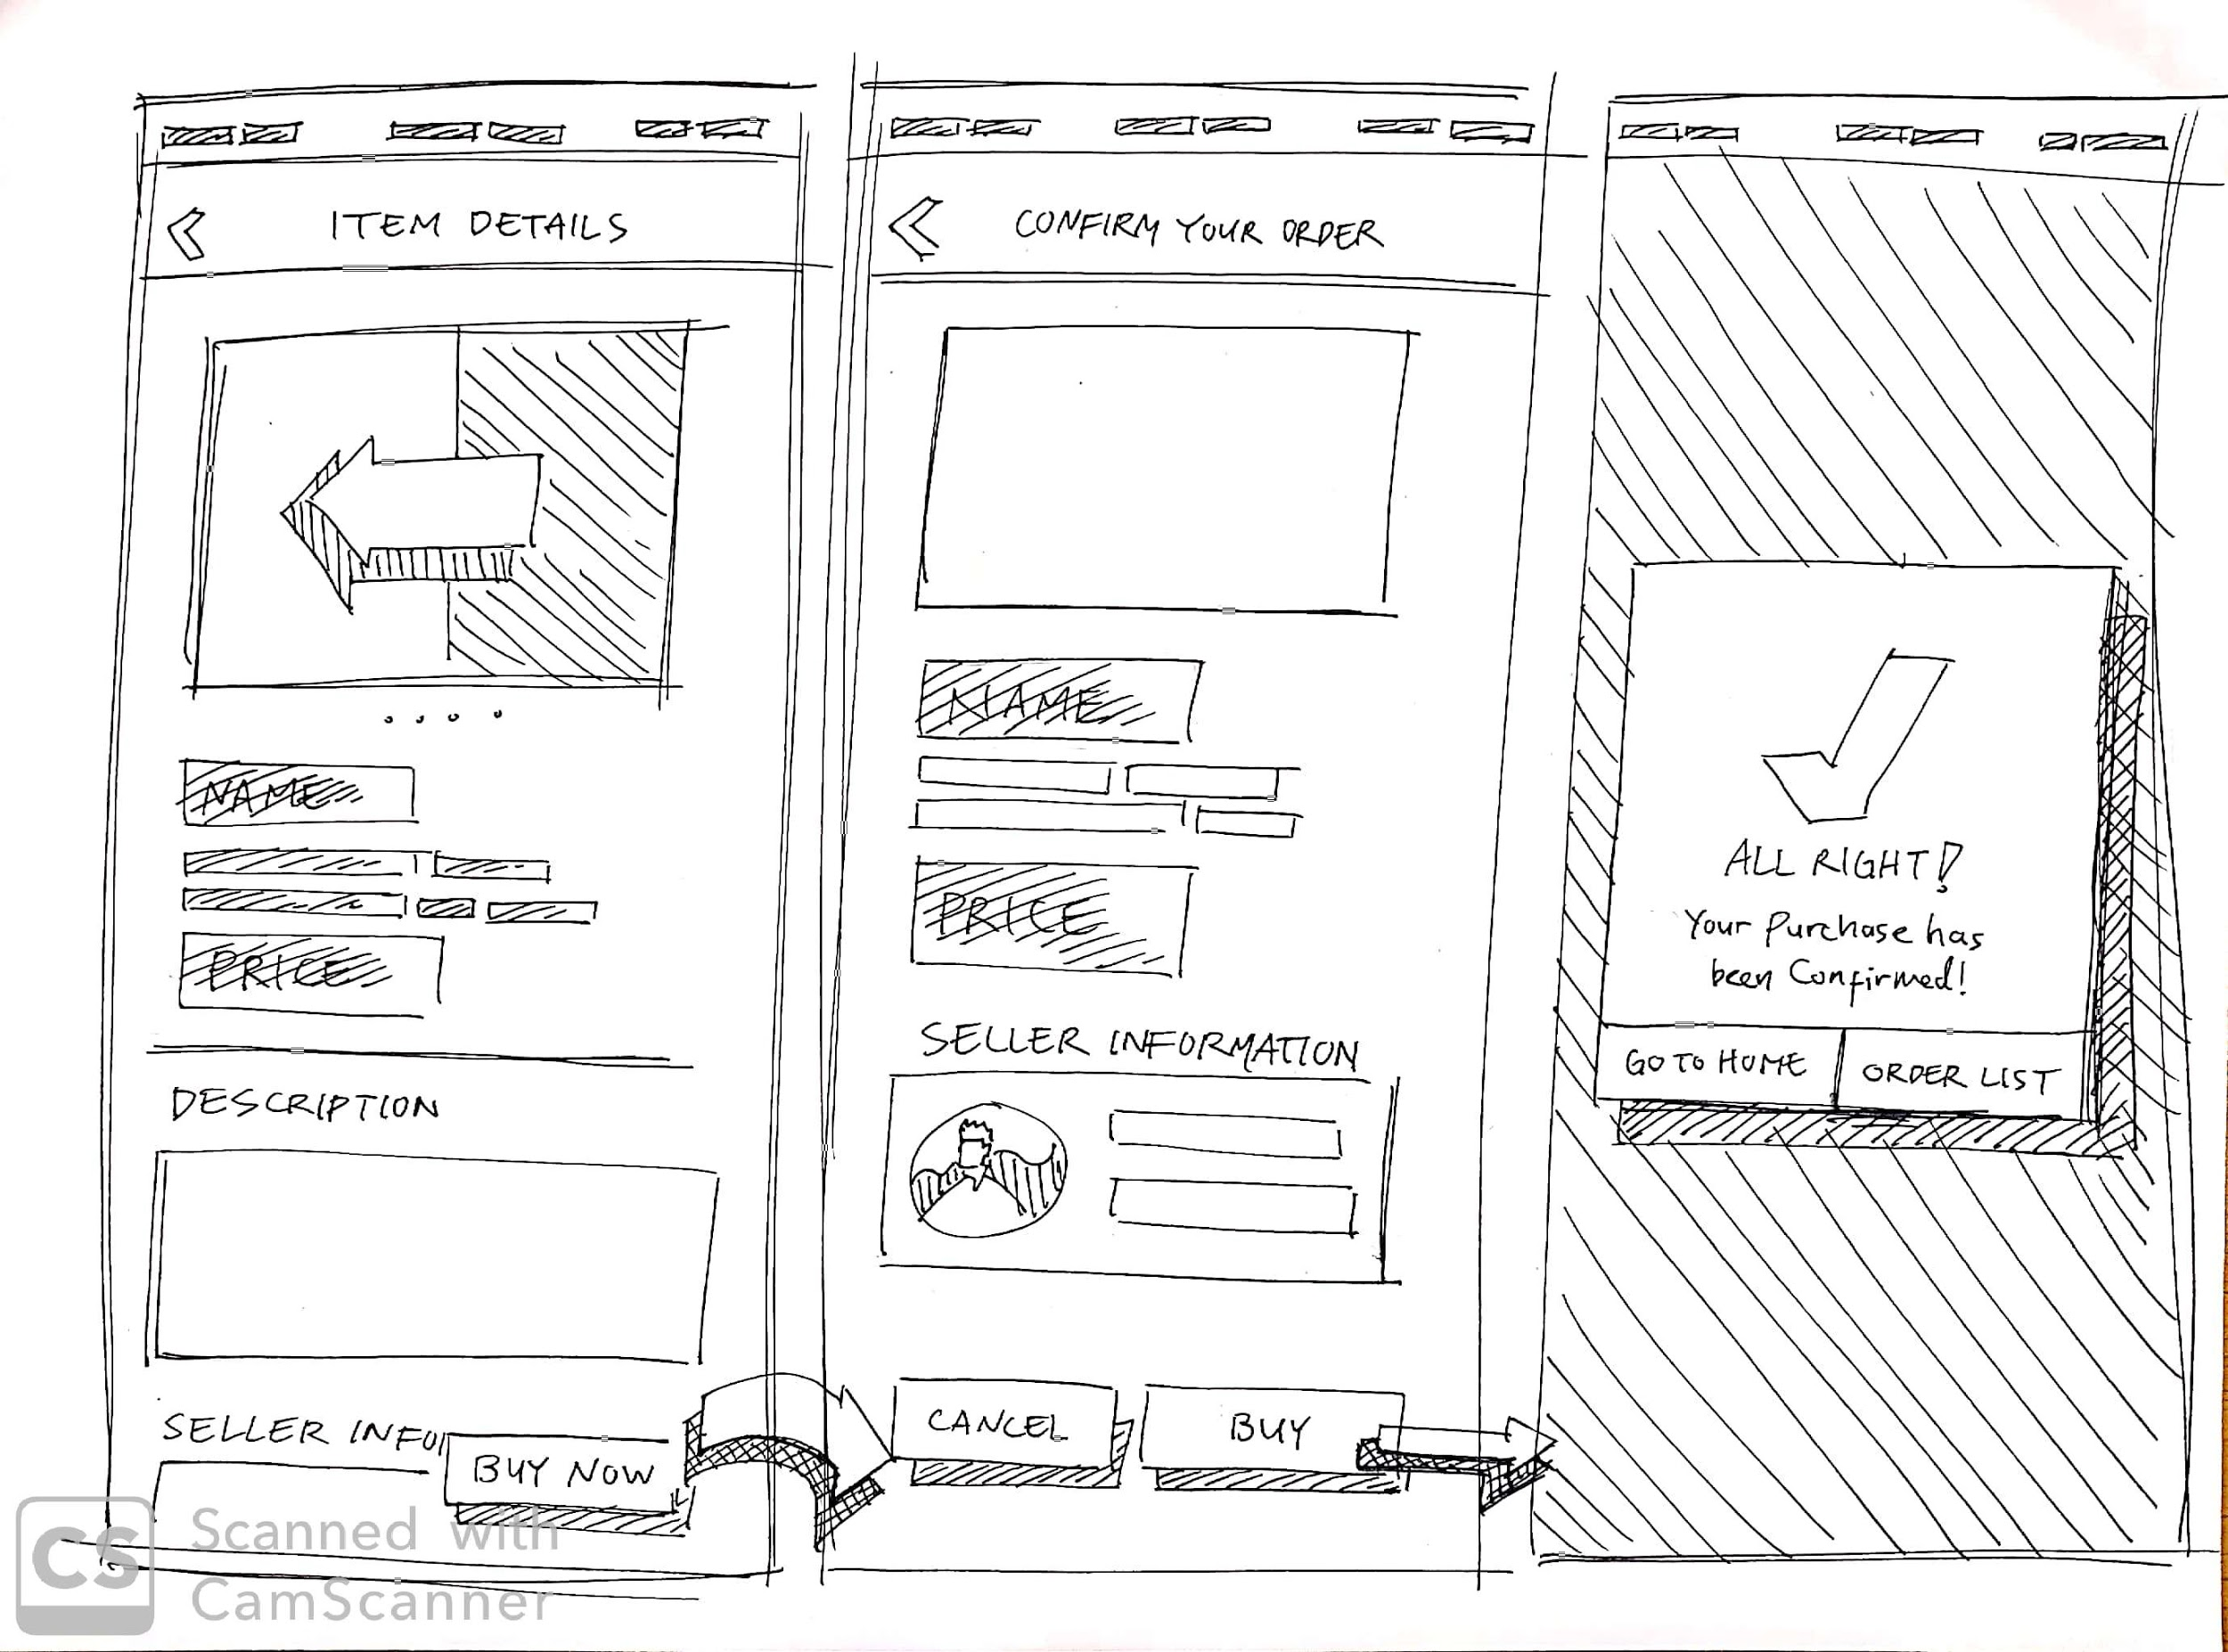 ITEM DETAILS
NAME
PRICE
DESCRIPTION
SELLER INFO
BUY NOW
CONFIRM YOUR ORDER
NAME
PRICE
SELLER INFORMATION
CANCEL
BUY
ALL RIGHT!
Your Purchase has
been Confirmed!
GO TO HOME
ORDER LIST
CS
Scanned with
CamScanner